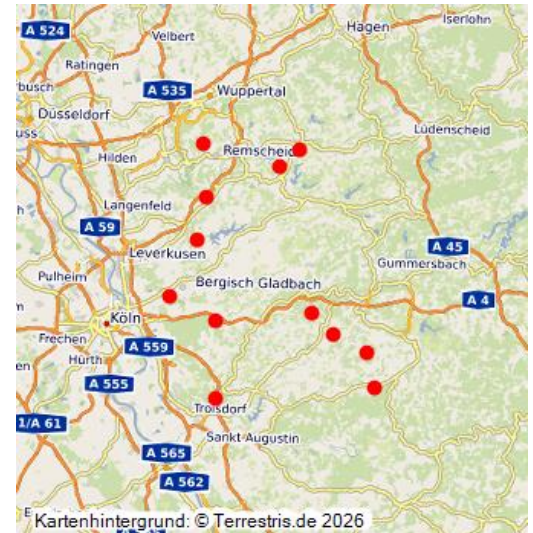 Iserlohn
Hagen
A 524
Velbert
Ratingen
A 535
Wuppertal
Düsseldorf
Lüdenscheid
Hilden
Remscheid
Langenfeld
A 59
A 45
Leverkusen
Gummersbach
Pulheim
Bergisch Gladbach
A 4
Köln
Frechen
A 559
Hürth
A 555
Troisdorf
1/A 61
Sankt Augustin
A 565
A 562
Kartenhintergrund: © Terrestris.de 2026